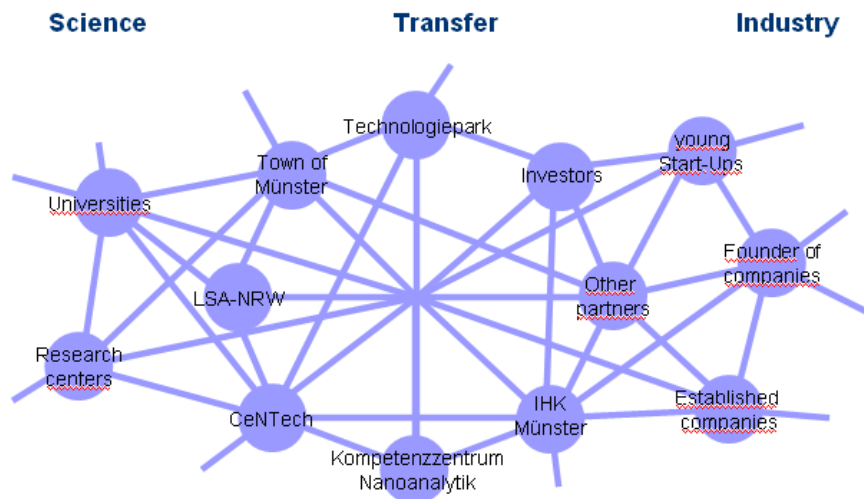 Science
Transfer
Industry
Technologiepark
young
Start-Ups
Town of
Münster
Investors
Universities
Founder of
companies
LSA-NRW
Other
partners
Research
centers
CeNTech
IHK
Münster
Established
companies
Kompetenzzentrum
Nanoanalytik